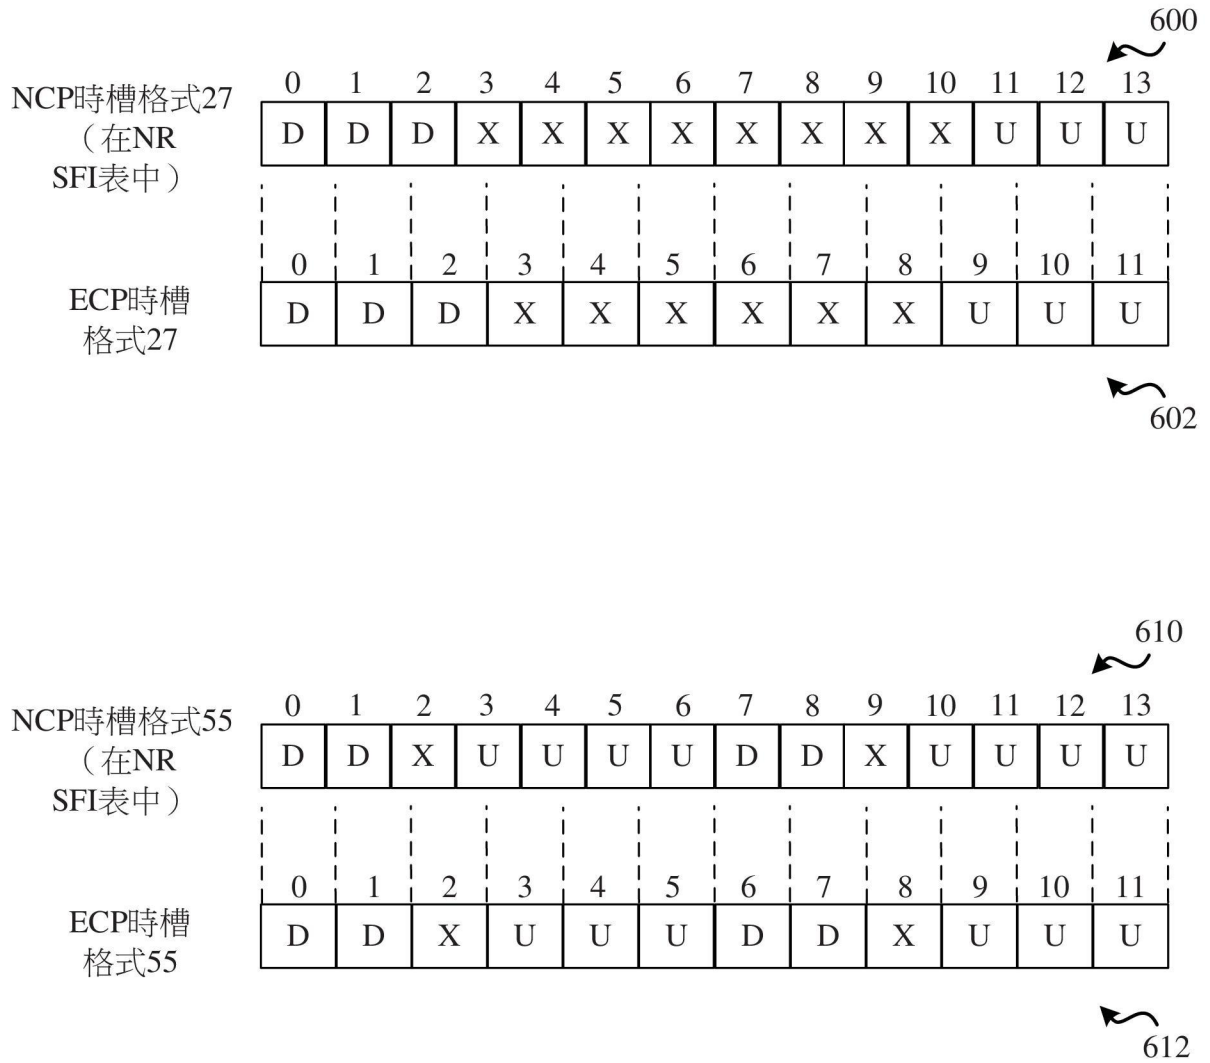 600
0 1 2 3 4 5 6 7 8 9 10 11 12 13
NCP時槽格式27
（在NR
SFI表中）
D D D X X X X X X X X U U U
0 1 2 3 4 5 6 7 8 9 10 11
ECP時槽
格式27
D D D X X X X X X U U U
602
610
0 1 2 3 4 5 6 7 8 9 10 11 12 13
NCP時槽格式55
（在NR
SFI表中）
D D X U U U U D D X U U U U
0 1 2 3 4 5 6 7 8 9 10 11
ECP時槽
格式55
D D X U U U D D X U U U
612